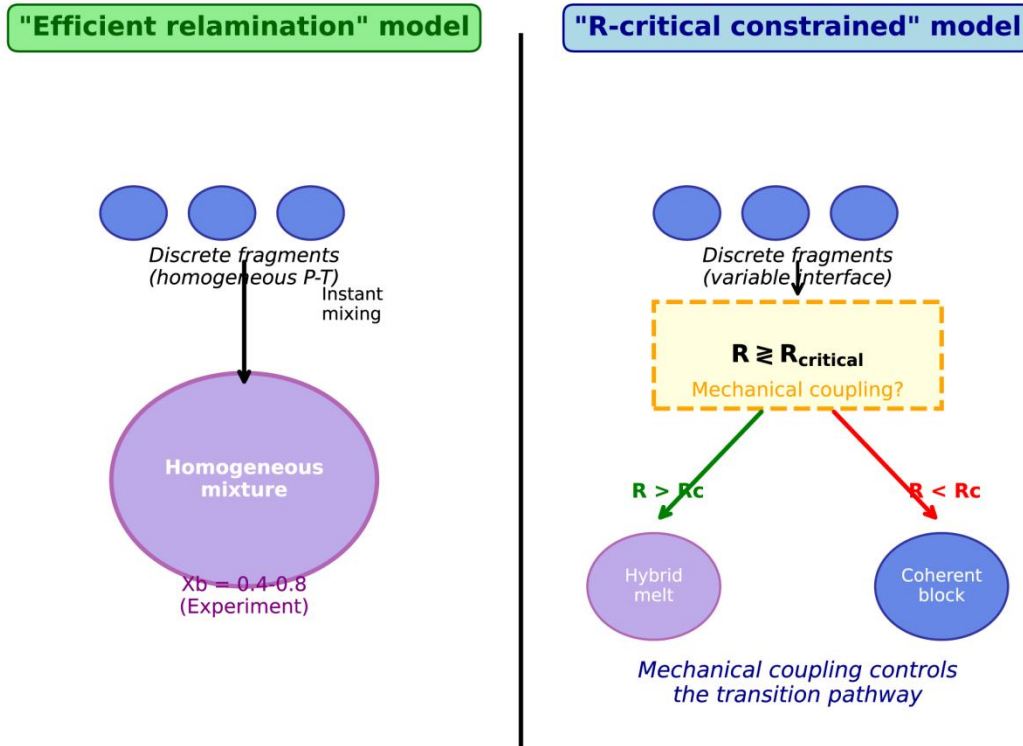 "Efficient relamination" model
Discrete fragments
(homogeneous P-T)
Instant
mixing
Homogeneous
mixture
Xb = 0.4-0.8
(Experiment)
"R-critical constrained" model
Discrete fragments
(variable interface)
R ≷ Rcritical
Mechanical coupling?
R > Rc
R < Rc
Hybrid
melt
Coherent
block
Mechanical coupling controls
the transition pathway